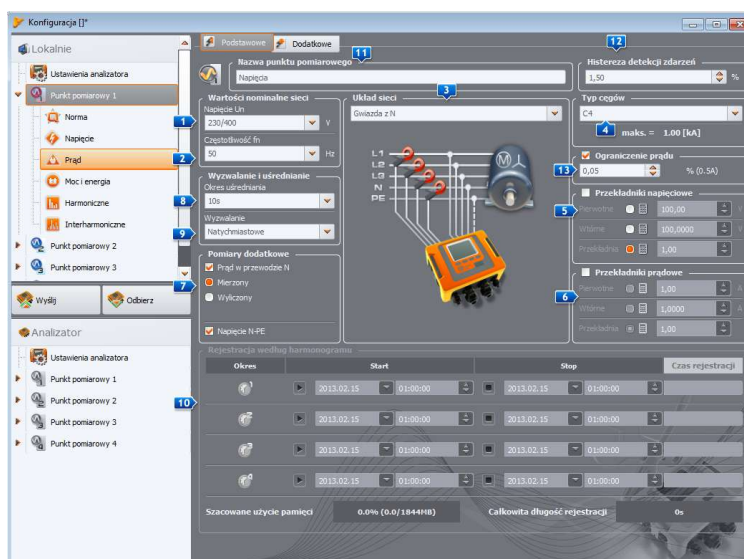 Konfiguracja []*
Lokalnie
Ustawienia analizatora
Punkt pomiarowy 1
Norma
Napięcie
Prąd
Moc i energia
Harmoniczne
Interharmoniczne
Punkt pomiarowy 2
Punkt pomiarowy 3
Wyślij
Odbierz
Analizator
Ustawienia analizatora
Punkt pomiarowy 1
Punkt pomiarowy 2
Punkt pomiarowy 3
Punkt pomiarowy 4
Podstawowe
Dodatkowe
11
Nazwa punktu pomiarowego
Napięcia
12
Histereza detekcji zdarzeń
1,50 %
Wartości nominalne sieci
Napięcie Un
1 230/400 V
Częstotliwość fn
2 50 Hz
Wyzwalanie i uśrednianie
Okres uśredniania
8 10s
Wyzwalanie
9 Natychmiastowe
Pomiary dodatkowe
Prąd w przewodzie N
7 Mierzony
Wyliczony
Napięcie N-PE
3
Układ sieci
Gwiazda z N
L1
L2
L3
N
PE
M
Typ cęgów
C4
4 maks. = 1.00 [kA]
Ograniczenie prądu
13 0,05 % (0.5A)
Przekładniki napięciowe
5 Pierwotne 100,00 V
Wtórne 100,0000 V
Przekładnia 1,00
Przekładniki prądowe
Pierwotne 1,00 A
6 Wtórne 1,0000 A
Przekładnia 1,00
Rejestracja według harmonogramu
Okres Start Stop Czas rejestracji
1 2013.02.15 01:00:00 2013.02.15 01:00:00
10
2 2013.02.15 01:00:00 2013.02.15 01:00:00
3 2013.02.15 01:00:00 2013.02.15 01:00:00
4 2013.02.15 01:00:00 2013.02.15 01:00:00
Szacowane użycie pamięci 0.0% (0.0/1844MB) Całkowita długość rejestracji 0s